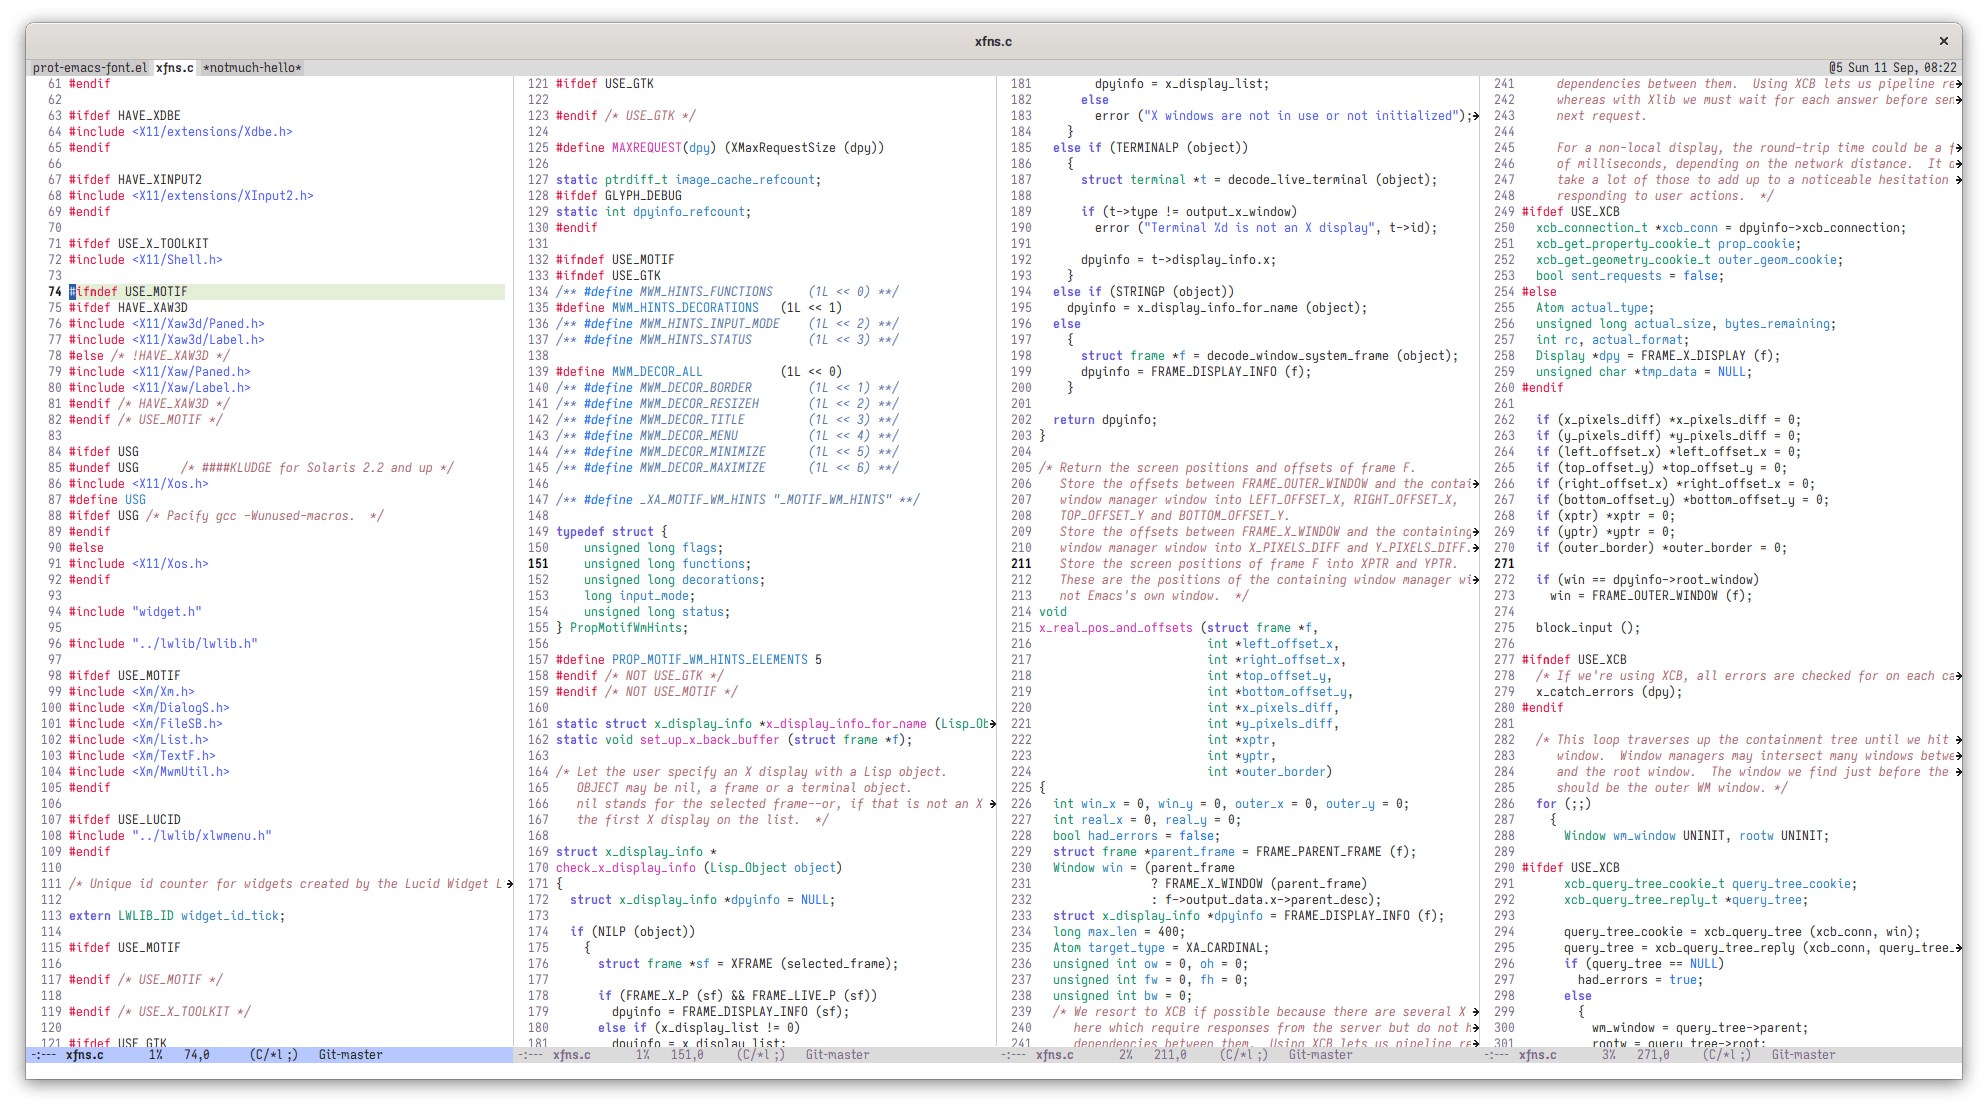 xfns.c
prot-emacs-font.el xfns.c *notmuch-hello*
@5 Sun 11 Sep, 08:22
61 #endif
62
63 #ifdef HAVE_XDBE
64 #include <X11/extensions/Xdbe.h>
65 #endif
66
67 #ifdef HAVE_XINPUT2
68 #include <X11/extensions/XInput2.h>
69 #endif
70
71 #ifdef USE_X_TOOLKIT
72 #include <X11/Shell.h>
73
74 #ifndef USE_MOTIF
75 #ifdef HAVE_XAW3D
76 #include <X11/Xaw3d/Paned.h>
77 #include <X11/Xaw3d/Label.h>
78 #else /* !HAVE_XAW3D */
79 #include <X11/Xaw/Paned.h>
80 #include <X11/Xaw/Label.h>
81 #endif /* HAVE_XAW3D */
82 #endif /* USE_MOTIF */
83
84 #ifdef USG
85 #undef USG      /* ####KLUDGE for Solaris 2.2 and up */
86 #include <X11/Xos.h>
87 #define USG
88 #ifdef USG /* Pacify gcc -Wunused-macros.  */
89 #endif
90 #else
91 #include <X11/Xos.h>
92 #endif
93
94 #include "widget.h"
95
96 #include "../lwlib/lwlib.h"
97
98 #ifdef USE_MOTIF
99 #include <Xm/Xm.h>
100 #include <Xm/DialogS.h>
101 #include <Xm/FileSB.h>
102 #include <Xm/List.h>
103 #include <Xm/TextF.h>
104 #include <Xm/MwmUtil.h>
105 #endif
106
107 #ifdef USE_LUCID
108 #include "../lwlib/xlwmenu.h"
109 #endif
110
111 /* Unique id counter for widgets created by the Lucid Widget L
112
113 extern LWLIB_ID widget_id_tick;
114
115 #ifdef USE_MOTIF
116
117 #endif /* USE_MOTIF */
118
119 #endif /* USE_X_TOOLKIT */
120
121 #ifdef USE_GTK
-:--- xfns.c 1% 74,0 (C/*l ;) Git-master
121 #ifdef USE_GTK
122
123 #endif /* USE_GTK */
124
125 #define MAXREQUEST(dpy) (XMaxRequestSize (dpy))
126
127 static ptrdiff_t image_cache_refcount;
128 #ifdef GLYPH_DEBUG
129 static int dpyinfo_refcount;
130 #endif
131
132 #ifndef USE_MOTIF
133 #ifndef USE_GTK
134 /** #define MWM_HINTS_FUNCTIONS     (1L << 0) **/
135 #define MWM_HINTS_DECORATIONS   (1L << 1)
136 /** #define MWM_HINTS_INPUT_MODE    (1L << 2) **/
137 /** #define MWM_HINTS_STATUS        (1L << 3) **/
138
139 #define MWM_DECOR_ALL           (1L << 0)
140 /** #define MWM_DECOR_BORDER        (1L << 1) **/
141 /** #define MWM_DECOR_RESIZEH       (1L << 2) **/
142 /** #define MWM_DECOR_TITLE         (1L << 3) **/
143 /** #define MWM_DECOR_MENU          (1L << 4) **/
144 /** #define MWM_DECOR_MINIMIZE      (1L << 5) **/
145 /** #define MWM_DECOR_MAXIMIZE      (1L << 6) **/
146
147 /** #define _XA_MOTIF_WM_HINTS "_MOTIF_WM_HINTS" **/
148
149 typedef struct {
150     unsigned long flags;
151     unsigned long functions;
152     unsigned long decorations;
153     long input_mode;
154     unsigned long status;
155 } PropMotifWmHints;
156
157 #define PROP_MOTIF_WM_HINTS_ELEMENTS 5
158 #endif /* NOT USE_GTK */
159 #endif /* NOT USE_MOTIF */
160
161 static struct x_display_info *x_display_info_for_name (Lisp_Ob
162 static void set_up_x_back_buffer (struct frame *f);
163
164 /* Let the user specify an X display with a Lisp object.
165    OBJECT may be nil, a frame or a terminal object.
166    nil stands for the selected frame--or, if that is not an X
167    the first X display on the list.  */
168
169 struct x_display_info *
170 check_x_display_info (Lisp_Object object)
171 {
172   struct x_display_info *dpyinfo = NULL;
173
174   if (NILP (object))
175     {
176       struct frame *sf = XFRAME (selected_frame);
177
178       if (FRAME_X_P (sf) && FRAME_LIVE_P (sf))
179         dpyinfo = FRAME_DISPLAY_INFO (sf);
180       else if (x_display_list != 0)
181         dpyinfo = x_display_list;
-:--- xfns.c 1% 151,0 (C/*l ;) Git-master
181         dpyinfo = x_display_list;
182       else
183         error ("X windows are not in use or not initialized");
184     }
185   else if (TERMINALP (object))
186     {
187       struct terminal *t = decode_live_terminal (object);
188
189       if (t->type != output_x_window)
190         error ("Terminal %d is not an X display", t->id);
191
192       dpyinfo = t->display_info.x;
193     }
194   else if (STRINGP (object))
195     dpyinfo = x_display_info_for_name (object);
196   else
197     {
198       struct frame *f = decode_window_system_frame (object);
199       dpyinfo = FRAME_DISPLAY_INFO (f);
200     }
201
202   return dpyinfo;
203 }
204
205 /* Return the screen positions and offsets of frame F.
206    Store the offsets between FRAME_OUTER_WINDOW and the contai
207    window manager window into LEFT_OFFSET_X, RIGHT_OFFSET_X,
208    TOP_OFFSET_Y and BOTTOM_OFFSET_Y.
209    Store the offsets between FRAME_X_WINDOW and the containing
210    window manager window into X_PIXELS_DIFF and Y_PIXELS_DIFF.
211    Store the screen positions of frame F into XPTR and YPTR.
212    These are the positions of the containing window manager wi
213    not Emacs's own window.  */
214 void
215 x_real_pos_and_offsets (struct frame *f,
216                         int *left_offset_x,
217                         int *right_offset_x,
218                         int *top_offset_y,
219                         int *bottom_offset_y,
220                         int *x_pixels_diff,
221                         int *y_pixels_diff,
222                         int *xptr,
223                         int *yptr,
224                         int *outer_border)
225 {
226   int win_x = 0, win_y = 0, outer_x = 0, outer_y = 0;
227   int real_x = 0, real_y = 0;
228   bool had_errors = false;
229   struct frame *parent_frame = FRAME_PARENT_FRAME (f);
230   Window win = (parent_frame
231                 ? FRAME_X_WINDOW (parent_frame)
232                 : f->output_data.x->parent_desc);
233   struct x_display_info *dpyinfo = FRAME_DISPLAY_INFO (f);
234   long max_len = 400;
235   Atom target_type = XA_CARDINAL;
236   unsigned int ow = 0, oh = 0;
237   unsigned int fw = 0, fh = 0;
238   unsigned int bw = 0;
239   /* We resort to XCB if possible because there are several X
240      here which require responses from the server but do not h
241      dependencies between them.  Using XCB lets us pipeline re
-:--- xfns.c 2% 211,0 (C/*l ;) Git-master
241      dependencies between them.  Using XCB lets us pipeline re
242      whereas with Xlib we must wait for each answer before sen
243      next request.
244
245      For a non-local display, the round-trip time could be a f
246      of milliseconds, depending on the network distance.  It d
247      take a lot of those to add up to a noticeable hesitation
248      responding to user actions.  */
249 #ifdef USE_XCB
250   xcb_connection_t *xcb_conn = dpyinfo->xcb_connection;
251   xcb_get_property_cookie_t prop_cookie;
252   xcb_get_geometry_cookie_t outer_geom_cookie;
253   bool sent_requests = false;
254 #else
255   Atom actual_type;
256   unsigned long actual_size, bytes_remaining;
257   int rc, actual_format;
258   Display *dpy = FRAME_X_DISPLAY (f);
259   unsigned char *tmp_data = NULL;
260 #endif
261
262   if (x_pixels_diff) *x_pixels_diff = 0;
263   if (y_pixels_diff) *y_pixels_diff = 0;
264   if (left_offset_x) *left_offset_x = 0;
265   if (top_offset_y) *top_offset_y = 0;
266   if (right_offset_x) *right_offset_x = 0;
267   if (bottom_offset_y) *bottom_offset_y = 0;
268   if (xptr) *xptr = 0;
269   if (yptr) *yptr = 0;
270   if (outer_border) *outer_border = 0;
271
272   if (win == dpyinfo->root_window)
273     win = FRAME_OUTER_WINDOW (f);
274
275   block_input ();
276
277 #ifndef USE_XCB
278   /* If we're using XCB, all errors are checked for on each ca
279   x_catch_errors (dpy);
280 #endif
281
282   /* This loop traverses up the containment tree until we hit
283      window.  Window managers may intersect many windows betwe
284      and the root window.  The window we find just before the
285      should be the outer WM window. */
286   for (;;)
287     {
288       Window wm_window UNINIT, rootw UNINIT;
289
290 #ifdef USE_XCB
291       xcb_query_tree_cookie_t query_tree_cookie;
292       xcb_query_tree_reply_t *query_tree;
293
294       query_tree_cookie = xcb_query_tree (xcb_conn, win);
295       query_tree = xcb_query_tree_reply (xcb_conn, query_tree_
296       if (query_tree == NULL)
297         had_errors = true;
298       else
299         {
300           wm_window = query_tree->parent;
301           rootw = query_tree->root;
-:--- xfns.c 3% 271,0 (C/*l ;) Git-master